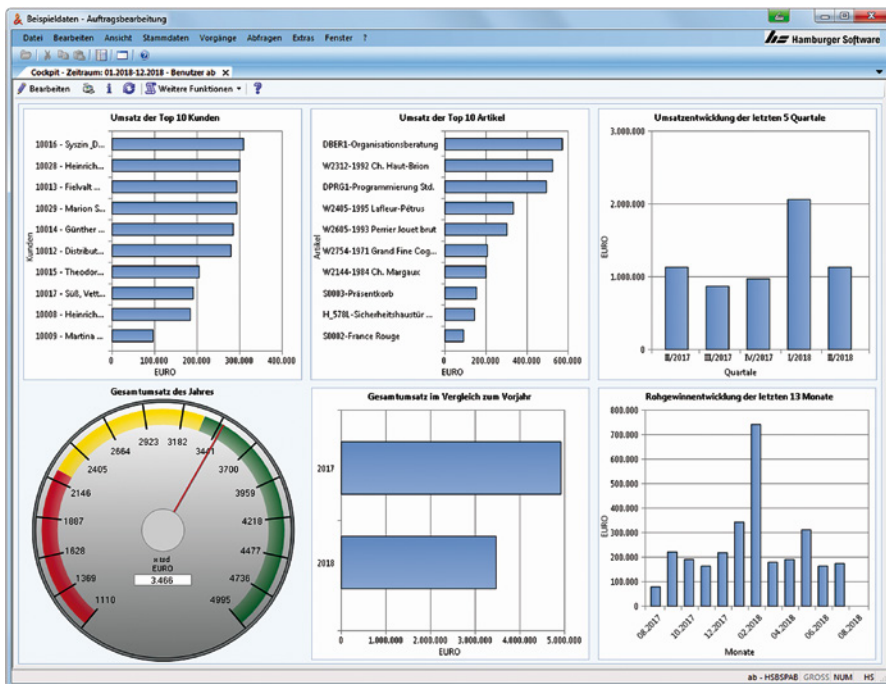 Beispieldaten - Auftragsbearbeitung
Datei Bearbeiten Ansicht Stammdaten Vorgänge Abfragen Extras Fenster ?
hs Hamburger Software
Cockpit - Zeitraum: 01.2018-12.2018 - Benutzer ab X
Bearbeiten Weitere Funktionen
Umsatz der Top 10 Kunden
10016 - Syszin ,D...
10028 - Heinrich...
10013 - Fielvalt ...
10029 - Marion S...
10014 - Günther ...
10012 - Distribut...
10015 - Theodor...
10017 - Süß, Vett...
10008 - Heinrich...
10009 - Martina ...
Kunden
0 100.000 200.000 300.000 400.000
EURO
Umsatz der Top 10 Artikel
DBER1-Organisationsberatung
W2312-1992 Ch. Haut-Brion
DPRG1-Programmierung Std.
W2405-1995 Lafleur-Pétrus
W2605-1993 Perrier Jouet brut
W2754-1971 Grand Fine Cog...
W2144-1984 Ch. Margaux
S0003-Präsentkorb
H_578L-Sicherheitshaustür ...
S0002-France Rouge
Artikel
0 200.000 400.000 600.000
EURO
Umsatzentwicklung der letzten 5 Quartale
3.000.000
2.000.000
1.000.000
0
EURO
II/2017 III/2017 IV/2017 I/2018 II/2018
Quartale
Gesamtumsatz des Jahres
1110
1369
1628
1887
2146
2405
2664
2923
3182
3441
3700
3959
4218
4477
4736
4995
in tsd
EURO
3.466
Gesamtumsatz im Vergleich zum Vorjahr
2017
2018
0 1.000.000 2.000.000 3.000.000 4.000.000 5.000.000
EURO
Rohgewinnentwicklung der letzten 13 Monate
800.000
700.000
600.000
500.000
400.000
300.000
200.000
100.000
0
EURO
08.2017 10.2017 12.2017 02.2018 04.2018 06.2018 08.2018
Monate
ab - HSBSPAB GROSS NUM HS